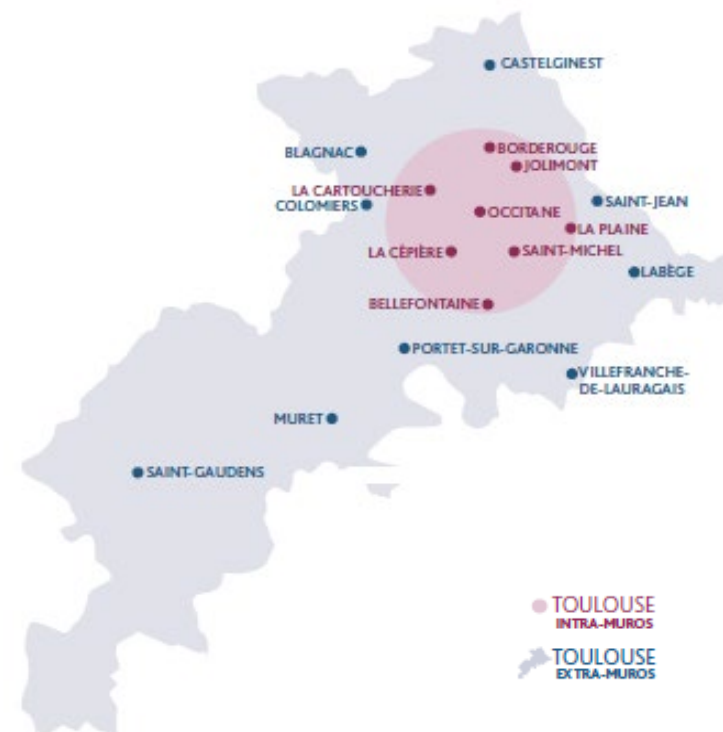 CASTELGINEST
BORDEROUGE
BLAGNAC
JOLIMONT
LA CARTOUCHERIE
COLOMIERS
SAINT-JEAN
OCCITANE
LA PLAINE
LA CÉPIÈRE
SAINT-MICHEL
LABÈGE
BELLEFONTAINE
PORTET-SUR-GARONNE
VILLEFRANCHE-
DE-LAURAGAIS
MURET
SAINT-GAUDENS
TOULOUSE
INTRA-MUROS
TOULOUSE
EXTRA-MUROS